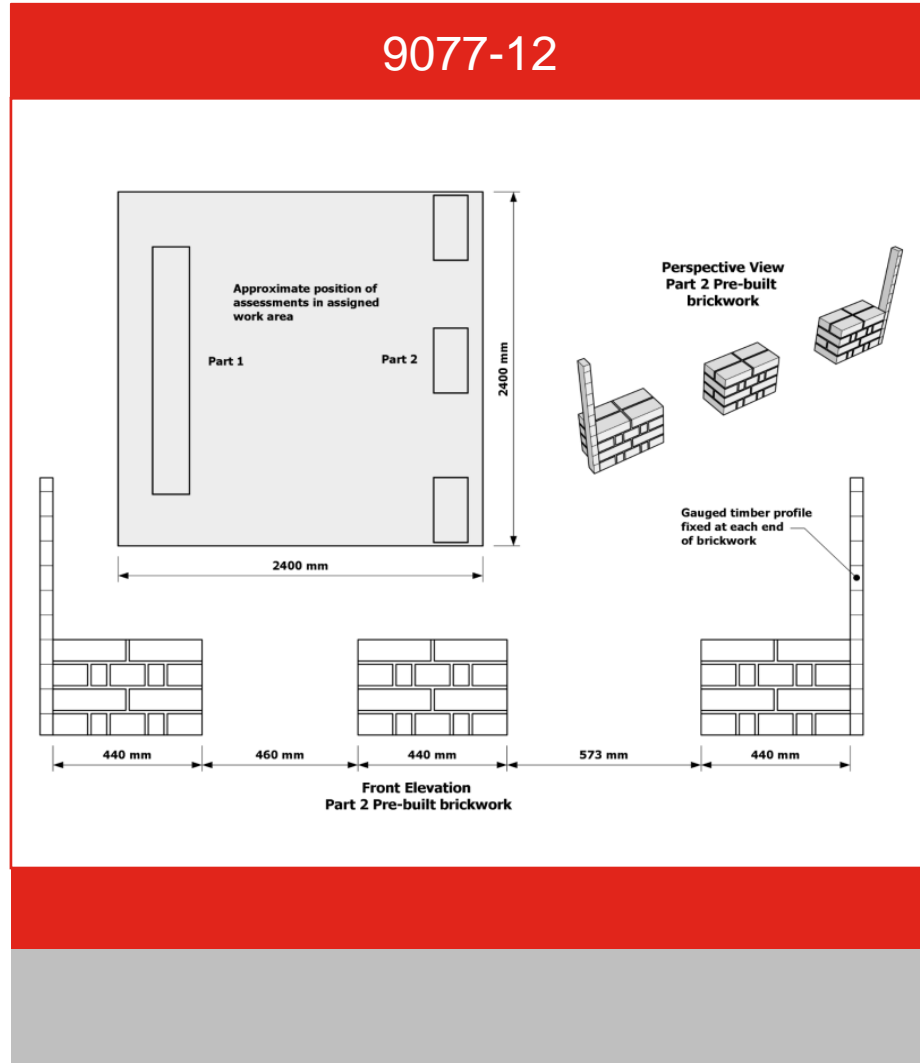 9077-12
Approximate position of
assessments in assigned
work area
Part 1
Part 2
2400 mm
2400 mm
Perspective View
Part 2 Pre-built
brickwork
Gauged timber profile
fixed at each end
of brickwork
440 mm
460 mm
440 mm
573 mm
440 mm
Front Elevation
Part 2 Pre-built brickwork